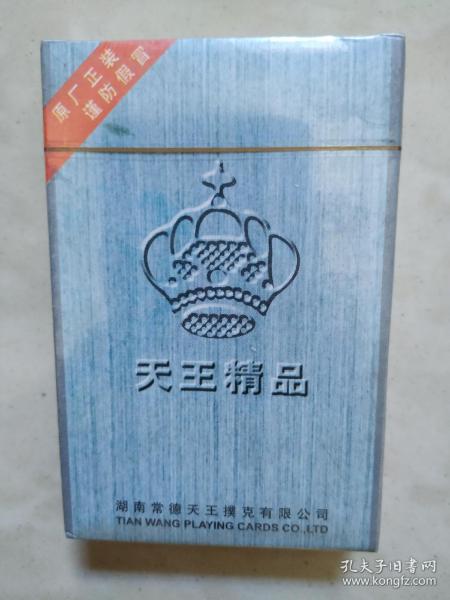 原厂正装
谨防假冒
天王精品
湖南常德天王撲克有限公司
TIAN WANG PLAYING CARDS CO.,LTD
孔夫子旧书网
www.kongfz.com